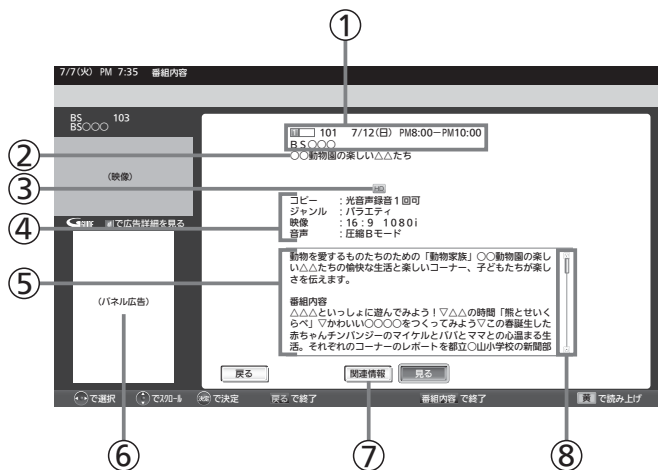 ①
7/7(火) PM 7:35 番組内容
BS 103
BS○○○
101 7/12(日) PM8:00−PM10:00
BS○○○
②
○○動物園の楽しい△△たち
(映像)
③
HD
④
コピー :光音声録音1回可
ジャンル :バラエティ
映像 :16:9 1080i
音声 :圧縮Bモード
GGUIDE で広告詳細を見る
⑤
動物を愛するものたちのための「動物家族」○○動物園の楽し
い△△たちの愉快な生活と楽しいコーナー、子どもたちが楽し
さを伝えます。
(パネル広告)
番組内容
△△△といっしょに遊んでみよう!▽△△の時間「熊とせいく
らべ」▽かわいい○○○○をつくってみよう▽この春誕生した
赤ちゃんチンパンジーのマイケルとパパとママとの心温まる生
活。それぞれのコーナーのレポートを都立○山小学校の新聞部
戻る 関連情報 見る
で選択 でスクロール 決定 で決定 戻る で終了 番組内容 で終了 黄 で読み上げ
⑥ ⑦ ⑧